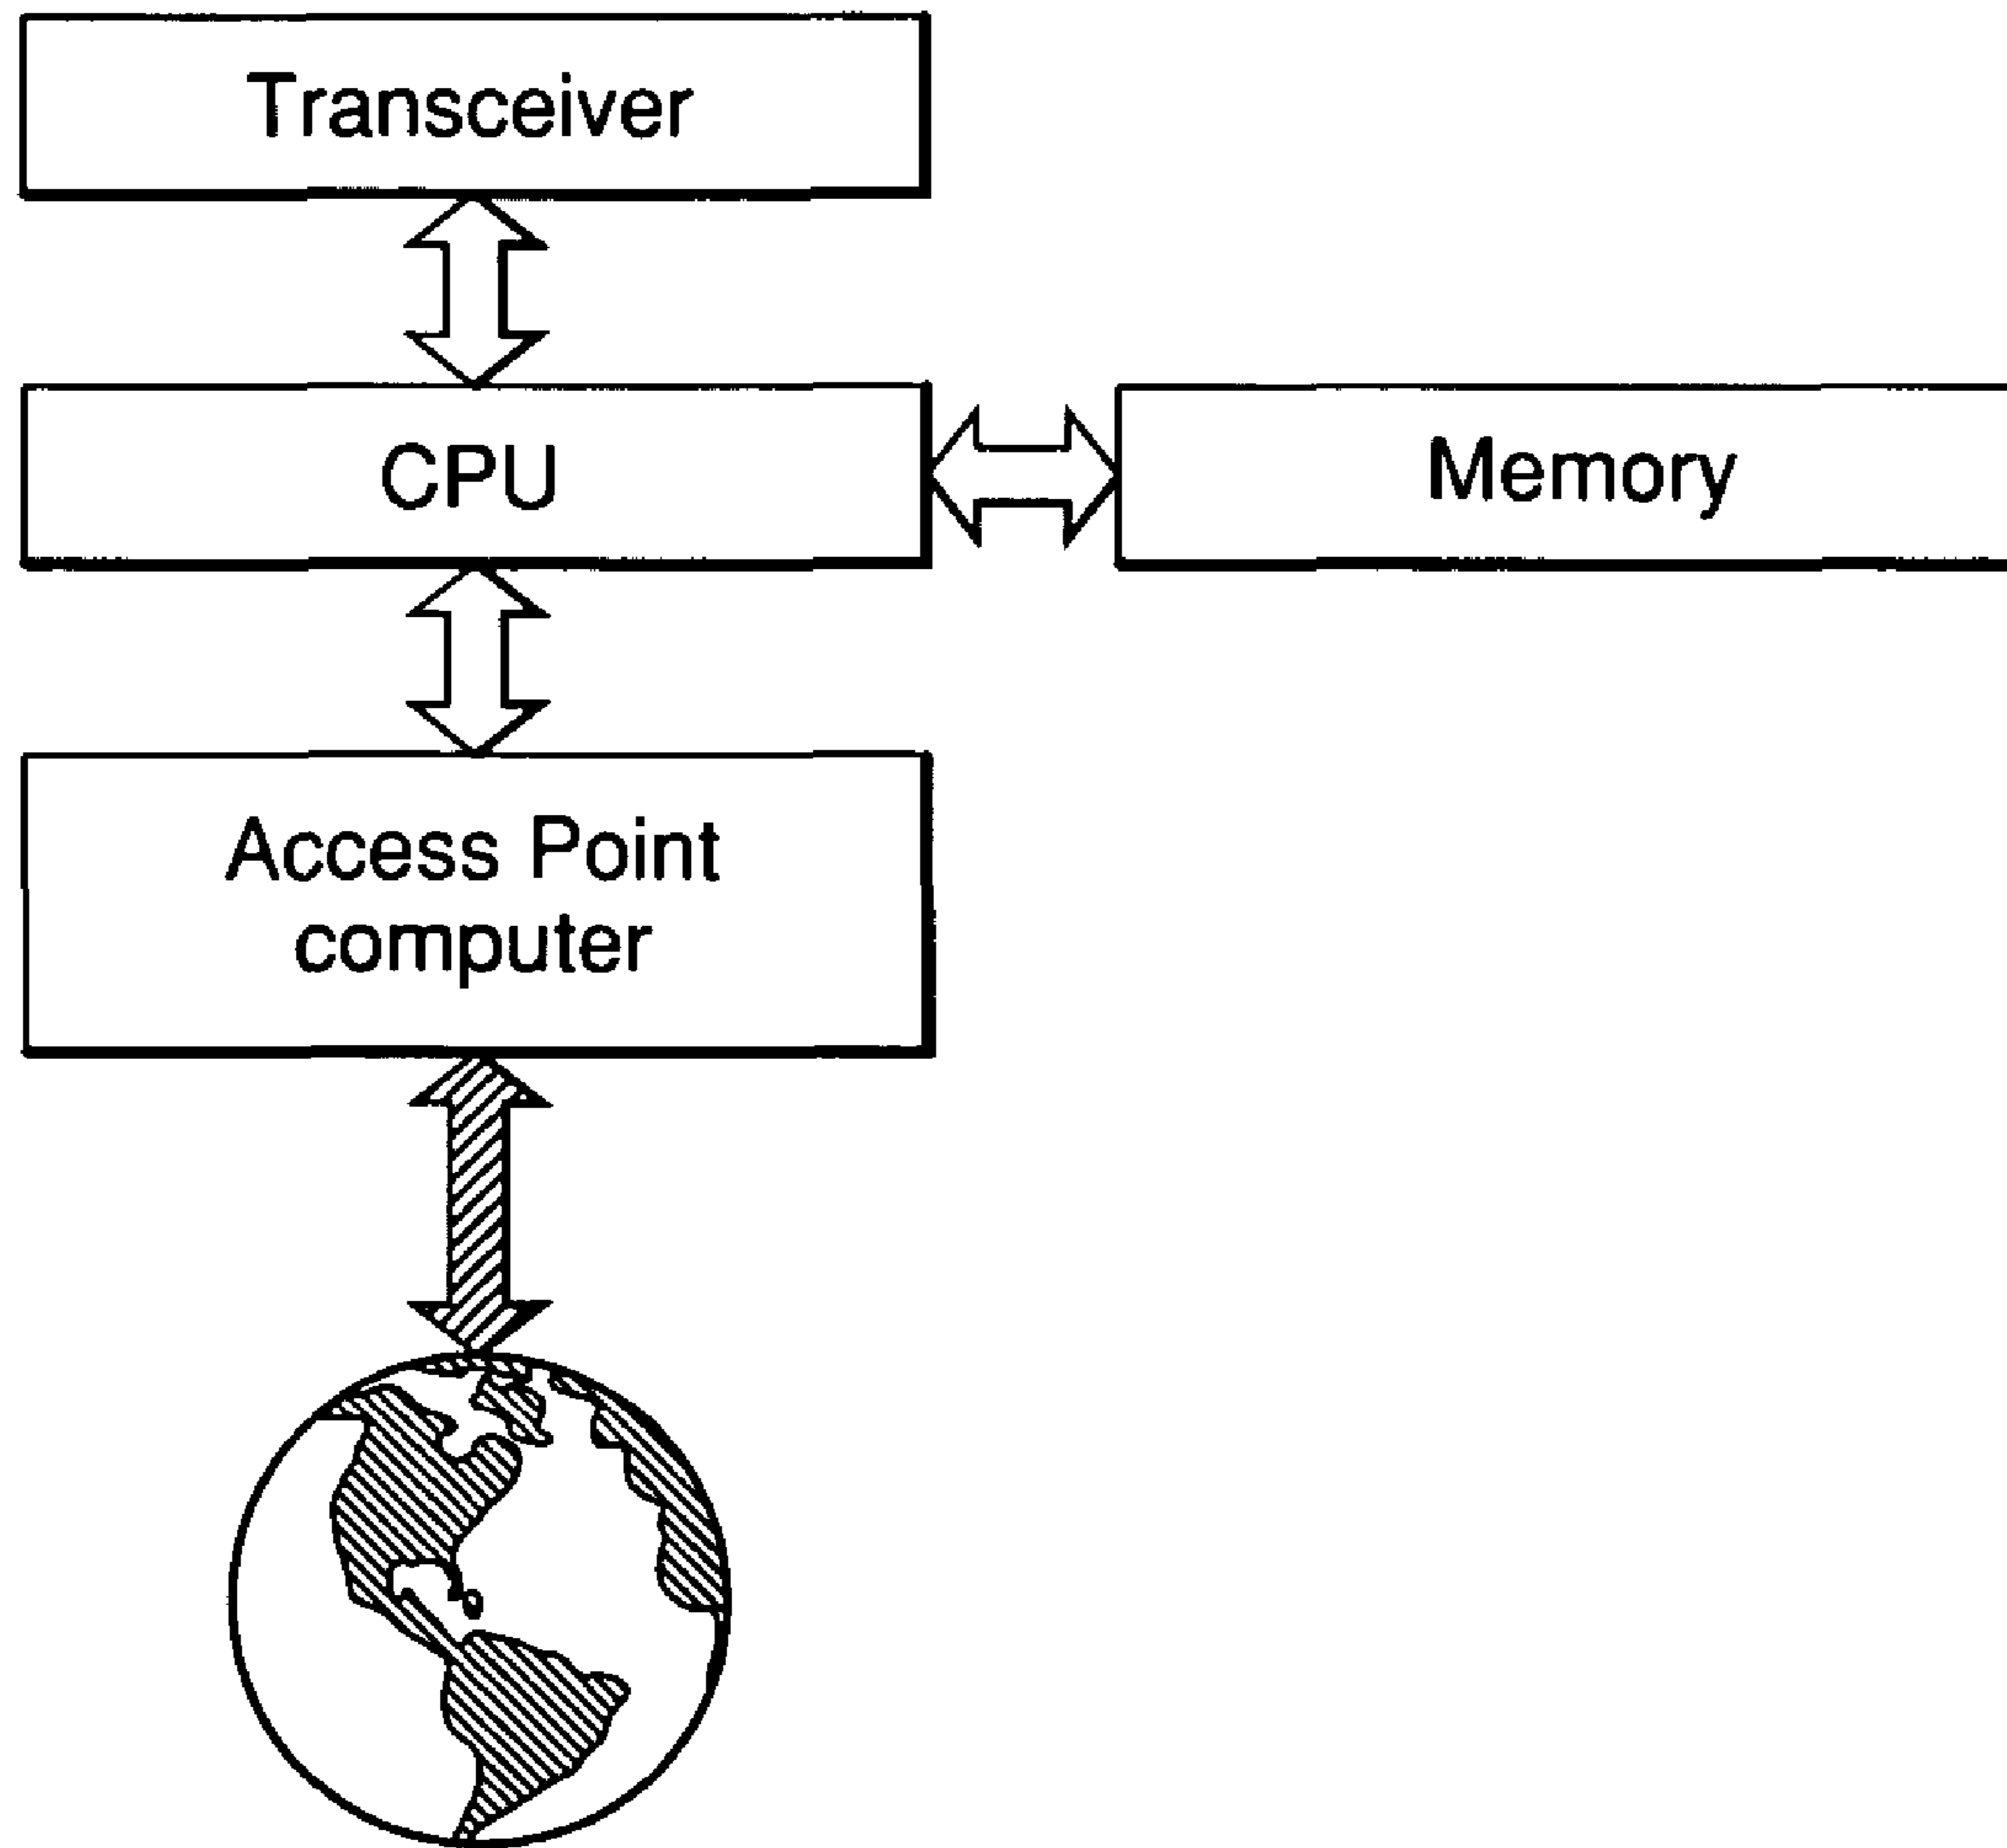 Transceiver
CPU
Memory
Access Point
computer